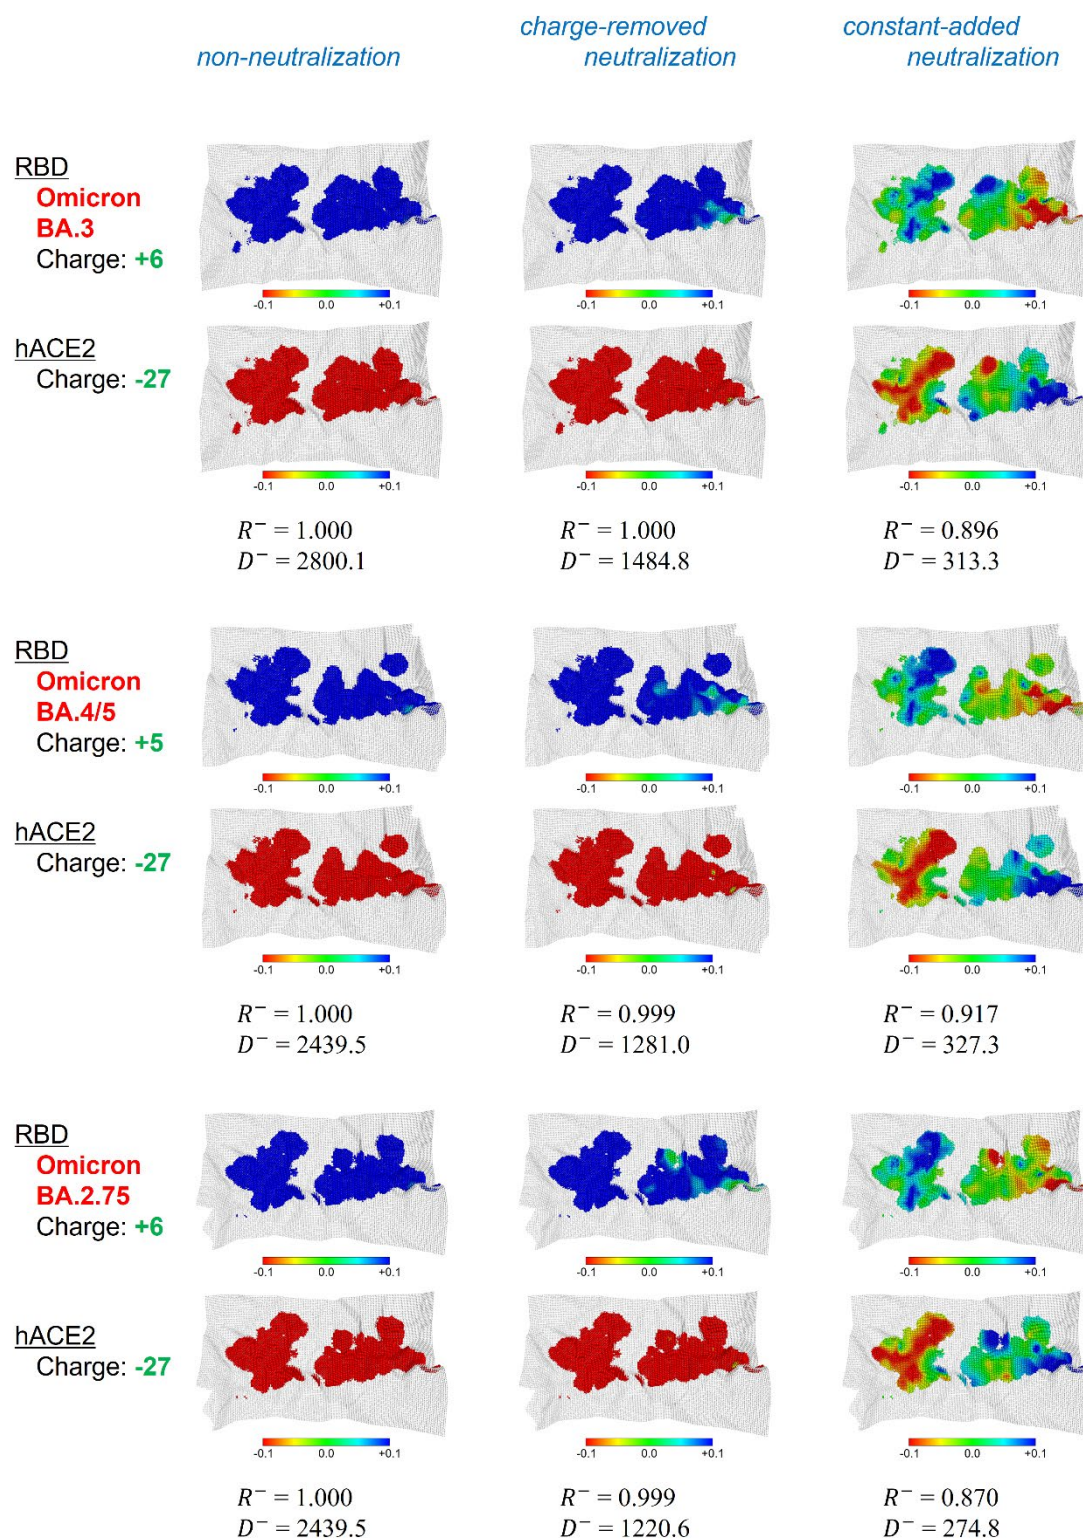 non-neutralization
charge-removed
neutralization
constant-added
neutralization
RBD
Omicron
BA.3
Charge: +6
-0.1 0.0 +0.1 -0.1 0.0 +0.1 -0.1 0.0 +0.1
hACE2
Charge: -27
-0.1 0.0 +0.1 -0.1 0.0 +0.1 -0.1 0.0 +0.1
R⁻ = 1.000 R⁻ = 1.000 R⁻ = 0.896
D⁻ = 2800.1 D⁻ = 1484.8 D⁻ = 313.3
RBD
Omicron
BA.4/5
Charge: +5
-0.1 0.0 +0.1 -0.1 0.0 +0.1 -0.1 0.0 +0.1
hACE2
Charge: -27
-0.1 0.0 +0.1 -0.1 0.0 +0.1 -0.1 0.0 +0.1
R⁻ = 1.000 R⁻ = 0.999 R⁻ = 0.917
D⁻ = 2439.5 D⁻ = 1281.0 D⁻ = 327.3
RBD
Omicron
BA.2.75
Charge: +6
-0.1 0.0 +0.1 -0.1 0.0 +0.1 -0.1 0.0 +0.1
hACE2
Charge: -27
-0.1 0.0 +0.1 -0.1 0.0 +0.1 -0.1 0.0 +0.1
R⁻ = 1.000 R⁻ = 0.999 R⁻ = 0.870
D⁻ = 2439.5 D⁻ = 1220.6 D⁻ = 274.8